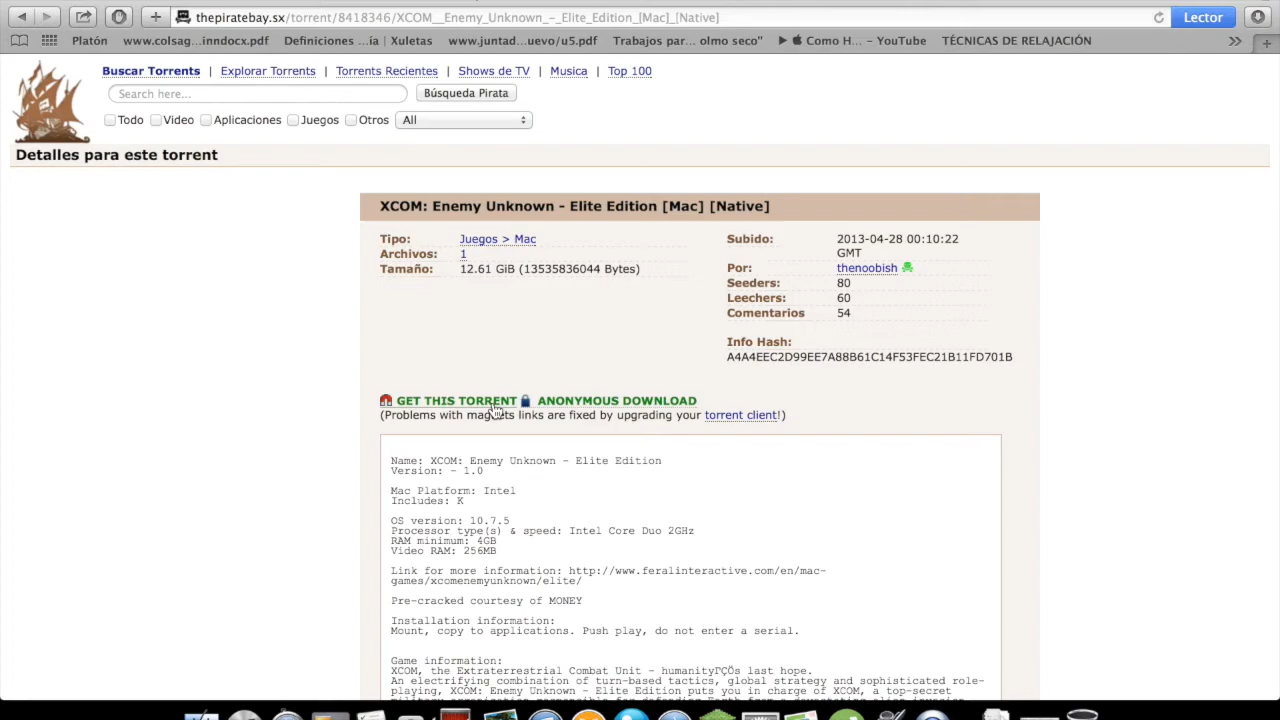 thepiratebay.sx/torrent/8418346/XCOM__Enemy_Unknown_-_Elite_Edition_[Mac]_[Native]
Lector
Platón www.colsag...inndocx.pdf Definiciones ...ía | Xuletas www.juntad...uevo/u5.pdf Trabajos par... olmo seco" Como H... – YouTube TÉCNICAS DE RELAJACIÓN
Buscar Torrents | Explorar Torrents | Torrents Recientes | Shows de TV | Musica | Top 100
Search here... Búsqueda Pirata
Todo Video Aplicaciones Juegos Otros All
Detalles para este torrent
XCOM: Enemy Unknown - Elite Edition [Mac] [Native]
Tipo: Juegos > Mac
Archivos: 1
Tamaño: 12.61 GiB (13535836044 Bytes)
Subido: 2013-04-28 00:10:22
GMT
Por: thenoobish
Seeders: 80
Leechers: 60
Comentarios 54
Info Hash:
A4A4EEC2D99EE7A88B61C14F53FEC21B11FD701B
GET THIS TORRENT ANONYMOUS DOWNLOAD
(Problems with magnets links are fixed by upgrading your torrent client!)
Name: XCOM: Enemy Unknown - Elite Edition
Version: - 1.0
Mac Platform: Intel
Includes: K
OS version: 10.7.5
Processor type(s) & speed: Intel Core Duo 2GHz
RAM minimum: 4GB
Video RAM: 256MB
Link for more information: http://www.feralinteractive.com/en/mac-
games/xcomenemyunknown/elite/
Pre-cracked courtesy of MONEY
Installation information:
Mount, copy to applications. Push play, do not enter a serial.
Game information:
XCOM, the Extraterrestrial Combat Unit - humanityΓÇÖs last hope.
An electrifying combination of turn-based tactics, global strategy and sophisticated role-
playing, XCOM: Enemy Unknown - Elite Edition puts you in charge of XCOM, a top-secret